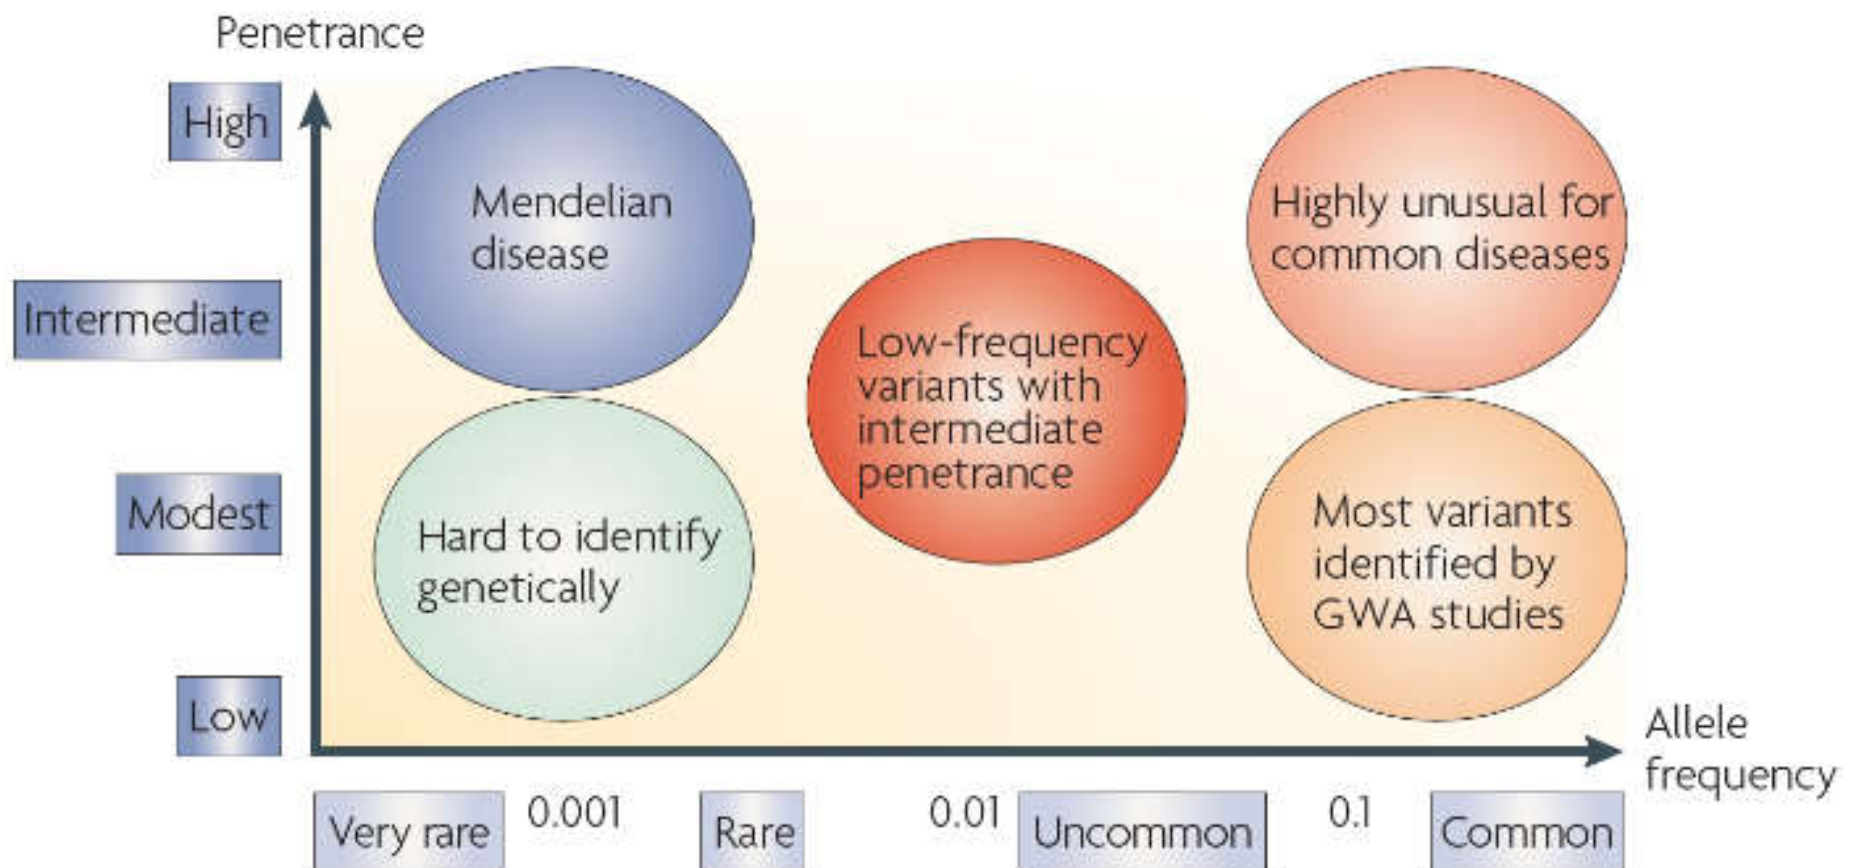 Penetrance
High
Intermediate
Modest
Low
Mendelian
disease
Highly unusual for
common diseases
Low-frequency
variants with
intermediate
penetrance
Hard to identify
genetically
Most variants
identified by
GWA studies
Allele
frequency
Very rare
0.001
Rare
0.01
Uncommon
0.1
Common